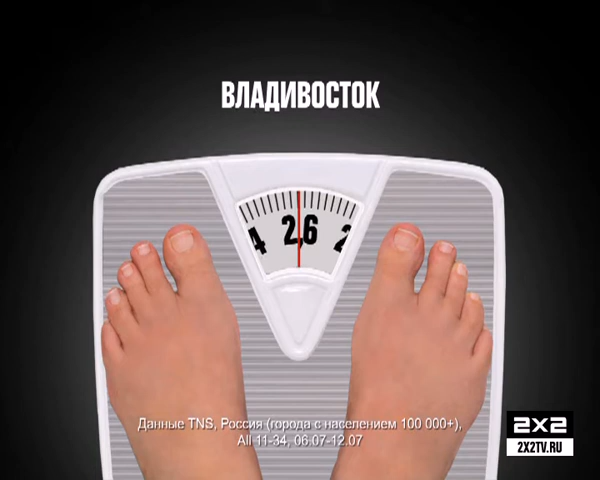 ВЛАДИВОСТОК
4 2,6 2
Данные TNS, Россия (города с населением 100 000+),
All 11-34, 06.07-12.07
2X2
2X2TV.RU